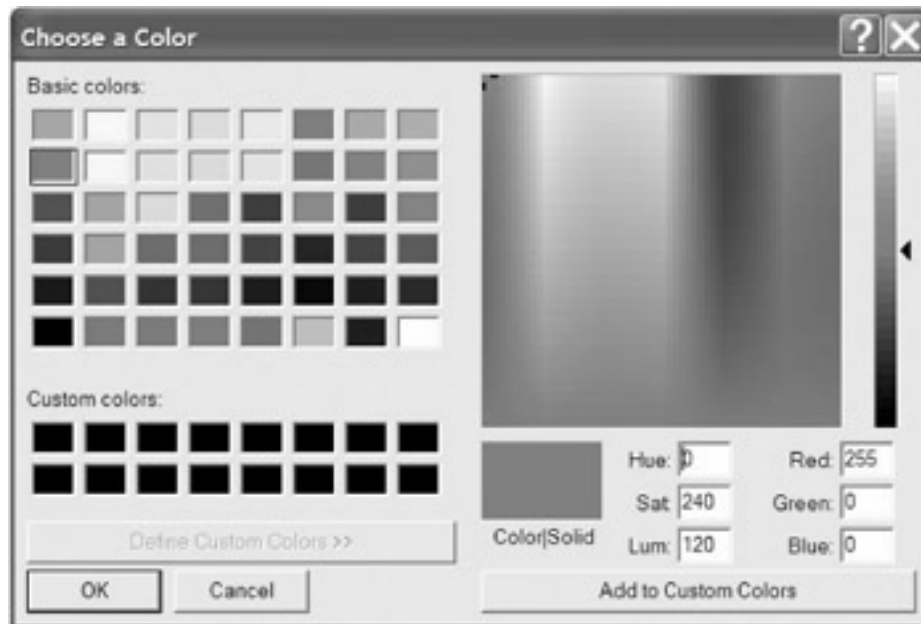 Choose a Color
Basic colors:
Custom colors:
Define Custom Colors >>
OK Cancel
Hue: 0 Red: 255
Sat: 240 Green: 0
Color|Solid
Lum: 120 Blue: 0
Add to Custom Colors